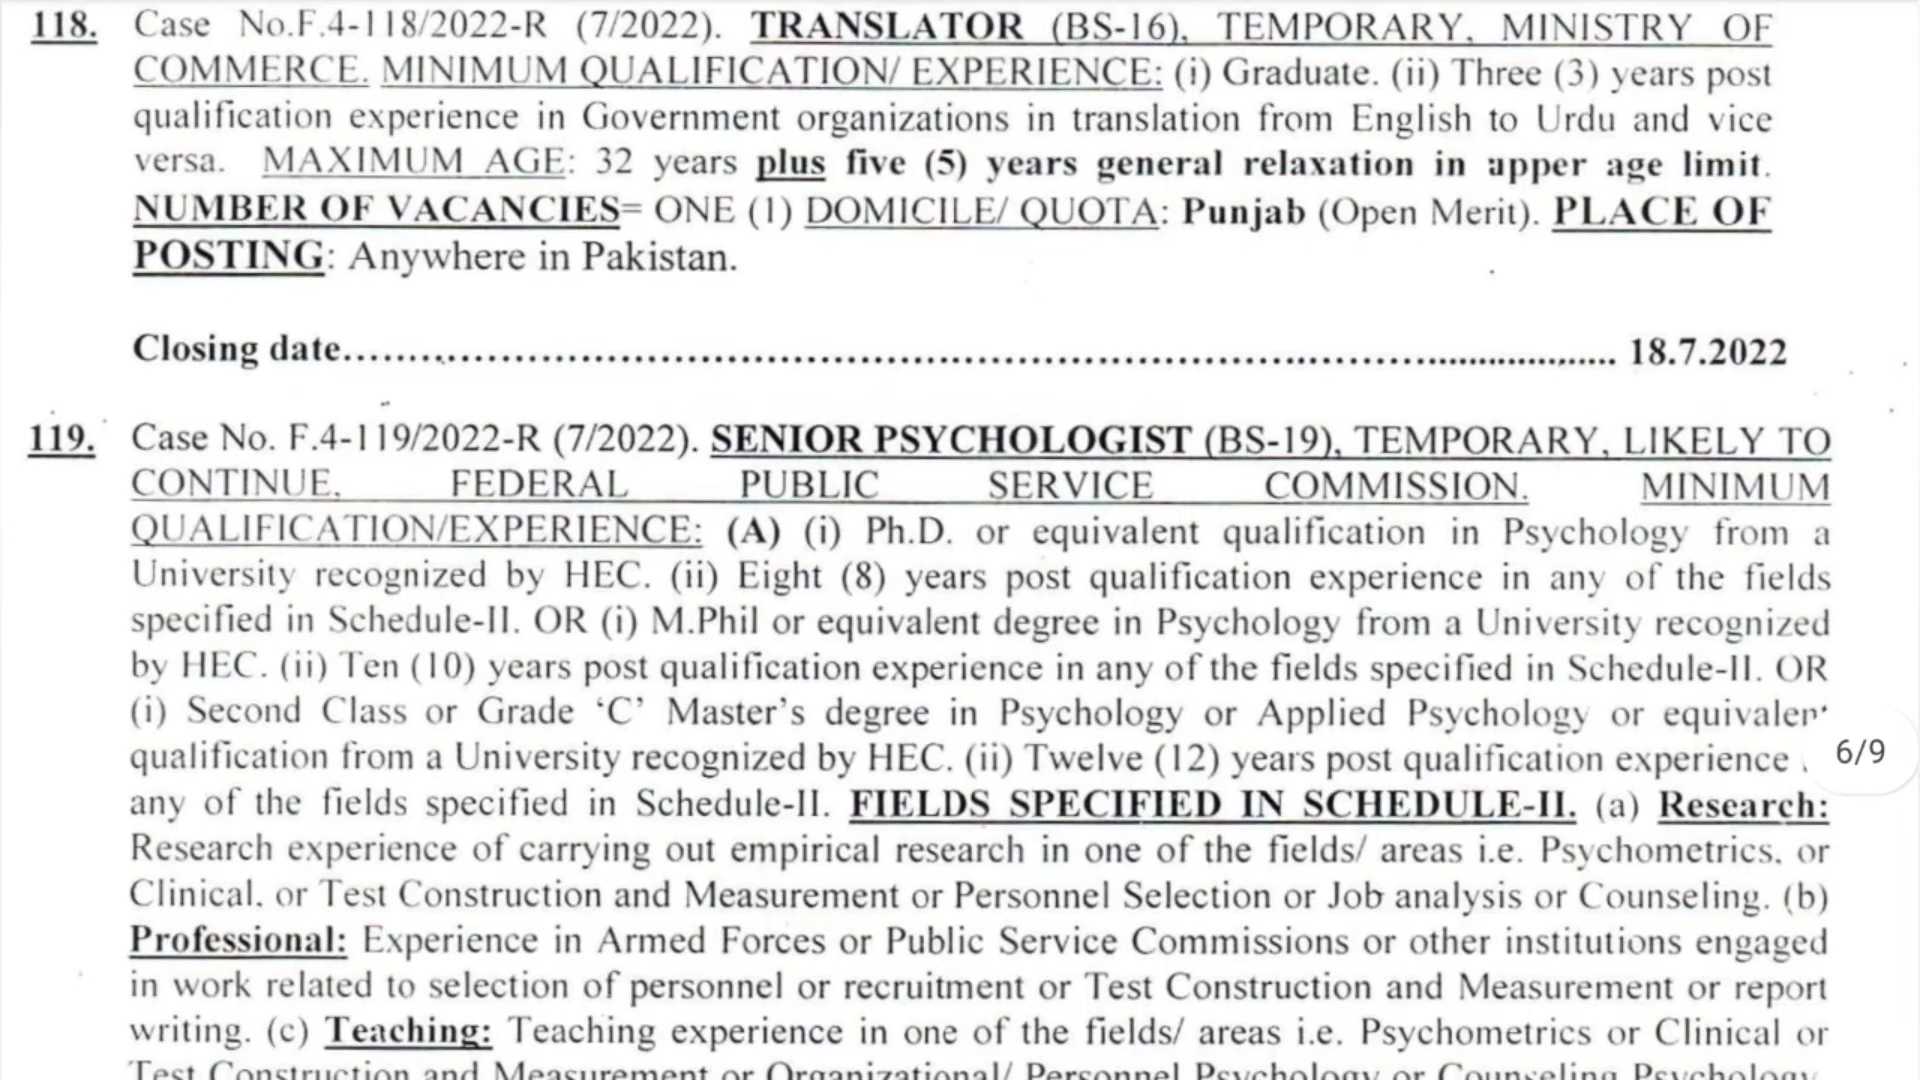 118. Case No.F.4-118/2022-R (7/2022). TRANSLATOR (BS-16), TEMPORARY, MINISTRY OF
COMMERCE. MINIMUM QUALIFICATION/ EXPERIENCE: (i) Graduate. (ii) Three (3) years post
qualification experience in Government organizations in translation from English to Urdu and vice
versa. MAXIMUM AGE: 32 years plus five (5) years general relaxation in upper age limit.
NUMBER OF VACANCIES= ONE (1) DOMICILE/ QUOTA: Punjab (Open Merit). PLACE OF
POSTING: Anywhere in Pakistan.
Closing date.................................................................................................... 18.7.2022
119. Case No. F.4-119/2022-R (7/2022). SENIOR PSYCHOLOGIST (BS-19), TEMPORARY, LIKELY TO
CONTINUE, FEDERAL PUBLIC SERVICE COMMISSION. MINIMUM
QUALIFICATION/EXPERIENCE: (A) (i) Ph.D. or equivalent qualification in Psychology from a
University recognized by HEC. (ii) Eight (8) years post qualification experience in any of the fields
specified in Schedule-II. OR (i) M.Phil or equivalent degree in Psychology from a University recognized
by HEC. (ii) Ten (10) years post qualification experience in any of the fields specified in Schedule-II. OR
(i) Second Class or Grade ‘C’ Master’s degree in Psychology or Applied Psychology or equivalen
qualification from a University recognized by HEC. (ii) Twelve (12) years post qualification experience
6/9
any of the fields specified in Schedule-II. FIELDS SPECIFIED IN SCHEDULE-II. (a) Research:
Research experience of carrying out empirical research in one of the fields/ areas i.e. Psychometrics, or
Clinical, or Test Construction and Measurement or Personnel Selection or Job analysis or Counseling. (b)
Professional: Experience in Armed Forces or Public Service Commissions or other institutions engaged
in work related to selection of personnel or recruitment or Test Construction and Measurement or report
writing. (c) Teaching: Teaching experience in one of the fields/ areas i.e. Psychometrics or Clinical or
Test Construction and Measurement or Organizational/ Personnel Psychology or Counseling Psychology